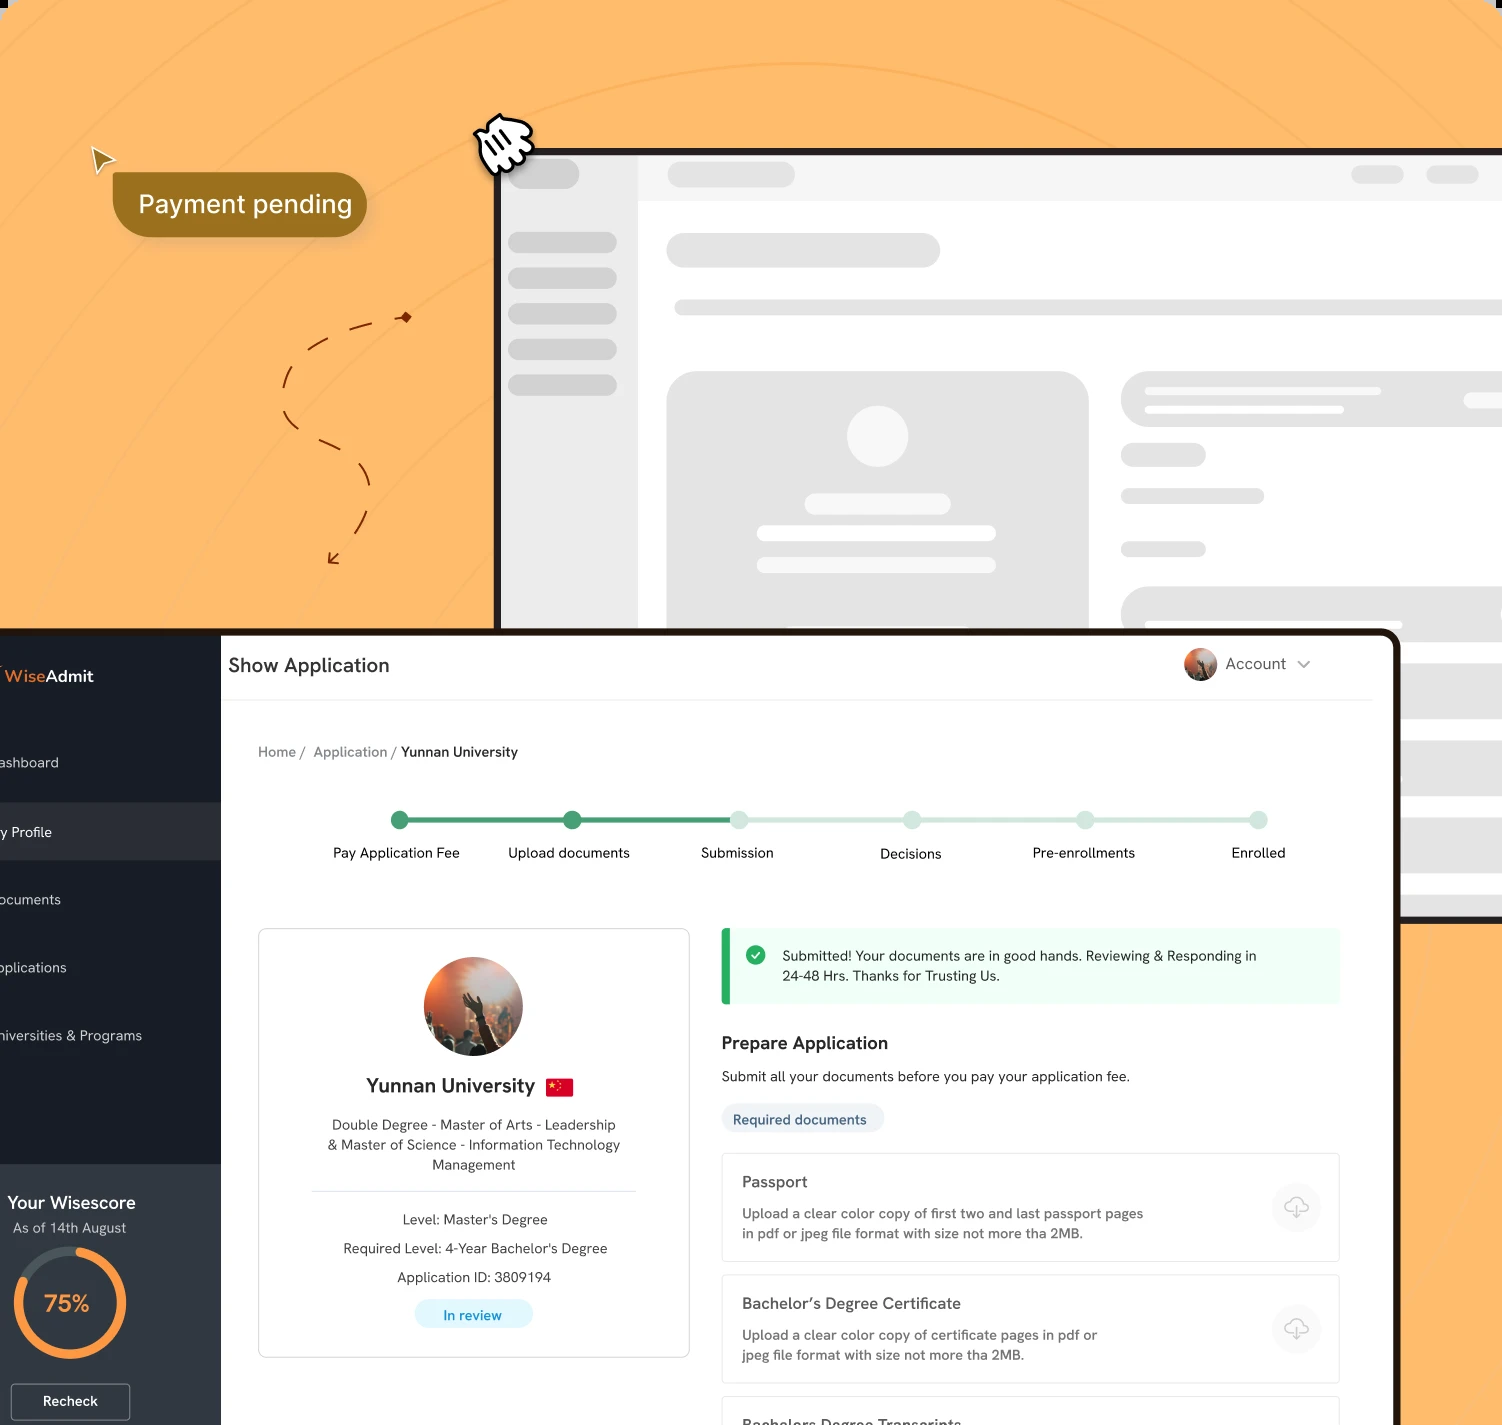 Payment pending
WiseAdmit
Show Application
Account
Home / Application / Yunnan University
ashboard
y Profile
ocuments
pplications
niversities & Programs
Pay Application Fee
Upload documents
Submission
Decisions
Pre-enrollments
Enrolled
Yunnan University
Double Degree - Master of Arts - Leadership
& Master of Science - Information Technology
Management
Level: Master's Degree
Required Level: 4-Year Bachelor's Degree
Application ID: 3809194
In review
Submitted! Your documents are in good hands. Reviewing & Responding in
24-48 Hrs. Thanks for Trusting Us.
Prepare Application
Submit all your documents before you pay your application fee.
Required documents
Passport
Upload a clear color copy of first two and last passport pages
in pdf or jpeg file format with size not more tha 2MB.
Bachelor’s Degree Certificate
Upload a clear color copy of certificate pages in pdf or
jpeg file format with size not more tha 2MB.
Bachelors Degree Transcripts
Your Wisescore
As of 14th August
75%
Recheck